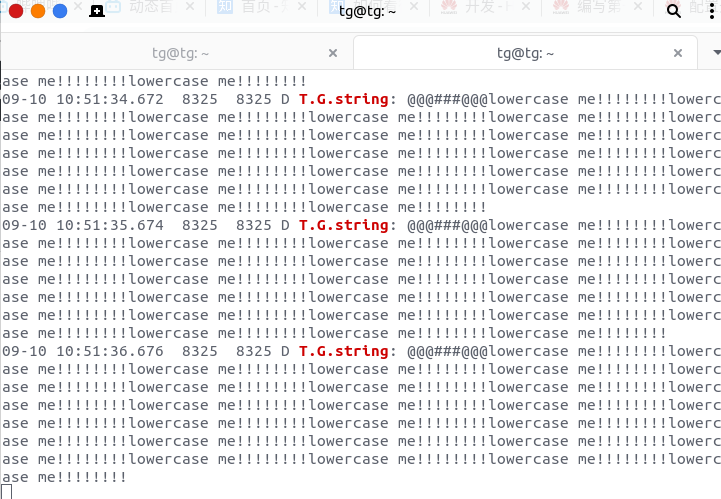 动态首 首页 - 开发 - 编写第
tg@tg: ~
tg@tg: ~ tg@tg: ~
ase me!!!!!!!!lowercase me!!!!!!!!
09-10 10:51:34.672  8325  8325 D T.G.string: @@@###@@@lowercase me!!!!!!!!lowerc
ase me!!!!!!!!lowercase me!!!!!!!!lowercase me!!!!!!!!lowercase me!!!!!!!!lowerc
ase me!!!!!!!!lowercase me!!!!!!!!lowercase me!!!!!!!!lowercase me!!!!!!!!lowerc
ase me!!!!!!!!lowercase me!!!!!!!!lowercase me!!!!!!!!lowercase me!!!!!!!!lowerc
ase me!!!!!!!!lowercase me!!!!!!!!lowercase me!!!!!!!!lowercase me!!!!!!!!lowerc
ase me!!!!!!!!lowercase me!!!!!!!!lowercase me!!!!!!!!lowercase me!!!!!!!!lowerc
ase me!!!!!!!!lowercase me!!!!!!!!lowercase me!!!!!!!!
09-10 10:51:35.674  8325  8325 D T.G.string: @@@###@@@lowercase me!!!!!!!!lowerc
ase me!!!!!!!!lowercase me!!!!!!!!lowercase me!!!!!!!!lowercase me!!!!!!!!lowerc
ase me!!!!!!!!lowercase me!!!!!!!!lowercase me!!!!!!!!lowercase me!!!!!!!!lowerc
ase me!!!!!!!!lowercase me!!!!!!!!lowercase me!!!!!!!!lowercase me!!!!!!!!lowerc
ase me!!!!!!!!lowercase me!!!!!!!!lowercase me!!!!!!!!lowercase me!!!!!!!!lowerc
ase me!!!!!!!!lowercase me!!!!!!!!lowercase me!!!!!!!!lowercase me!!!!!!!!lowerc
ase me!!!!!!!!lowercase me!!!!!!!!lowercase me!!!!!!!!lowercase me!!!!!!!!
09-10 10:51:36.676  8325  8325 D T.G.string: @@@###@@@lowercase me!!!!!!!!lowerc
ase me!!!!!!!!lowercase me!!!!!!!!lowercase me!!!!!!!!lowercase me!!!!!!!!lowerc
ase me!!!!!!!!lowercase me!!!!!!!!lowercase me!!!!!!!!lowercase me!!!!!!!!lowerc
ase me!!!!!!!!lowercase me!!!!!!!!lowercase me!!!!!!!!lowercase me!!!!!!!!lowerc
ase me!!!!!!!!lowercase me!!!!!!!!lowercase me!!!!!!!!lowercase me!!!!!!!!lowerc
ase me!!!!!!!!lowercase me!!!!!!!!lowercase me!!!!!!!!lowercase me!!!!!!!!lowerc
ase me!!!!!!!!lowercase me!!!!!!!!lowercase me!!!!!!!!lowercase me!!!!!!!!lowerc
ase me!!!!!!!!